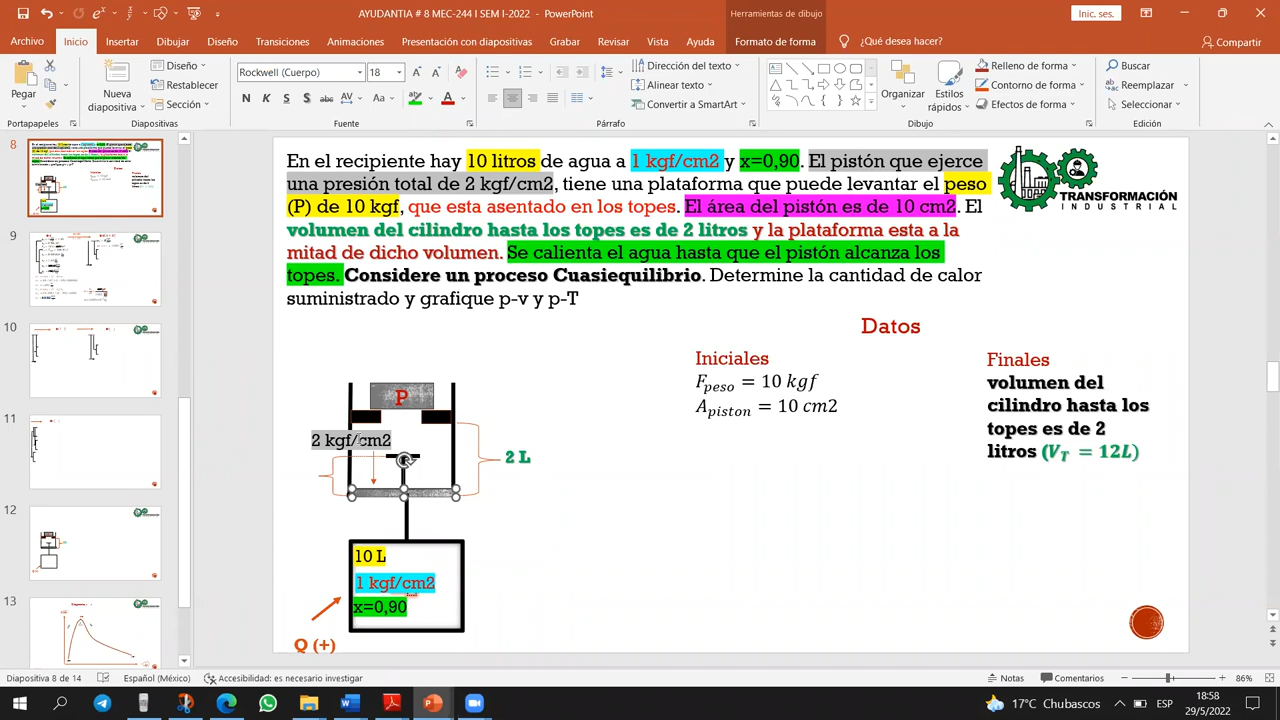 AYUDANTIA # 8 MEC-244 I SEM I-2022 - PowerPoint
Herramientas de dibujo
Inic. ses.
Archivo
Inicio
Insertar
Dibujar
Diseño
Transiciones
Animaciones
Presentación con diapositivas
Grabar
Revisar
Vista
Ayuda
Formato de forma
¿Qué desea hacer?
Compartir
Pegar
Nueva
diapositiva
Diseño
Restablecer
Sección
Rockwell (Cuerpo)
18
N K S S abc AV Aa A
Dirección del texto
Alinear texto
Convertir a SmartArt
Organizar
Estilos
rápidos
Relleno de forma
Contorno de forma
Efectos de forma
Buscar
Reemplazar
Seleccionar
Portapapeles
Diapositivas
Fuente
Párrafo
Dibujo
Edición
8
10
11
12
13
En el recipiente hay 10 litros de agua a 1 kgf/cm2 y x=0,90. El pistón que ejerce
una presión total de 2 kgf/cm2, tiene una plataforma que puede levantar el peso
(P) de 10 kgf, que esta asentado en los topes. El área del pistón es de 10 cm2. El
volumen del cilindro hasta los topes es de 2 litros y la plataforma esta a la
mitad de dicho volumen. Se calienta el agua hasta que el pistón alcanza los
topes. Considere un proceso Cuasiequilibrio. Determine la cantidad de calor
suministrado y grafique p-v y p-T
TRANSFORMACIÓN
INDUSTRIAL
Datos
Iniciales
F_peso = 10 kgf
A_piston = 10 cm2
Finales
volumen del
cilindro hasta los
topes es de 2
litros (V_T = 12L)
P
2 kgf/cm2
2 L
10 L
1 kgf/cm2
x=0,90
Q (+)
Diapositiva 8 de 14
Español (México)
Accesibilidad: es necesario investigar
Notas
Comentarios
86%
17°C Chubascos
ESP
18:58
29/5/2022